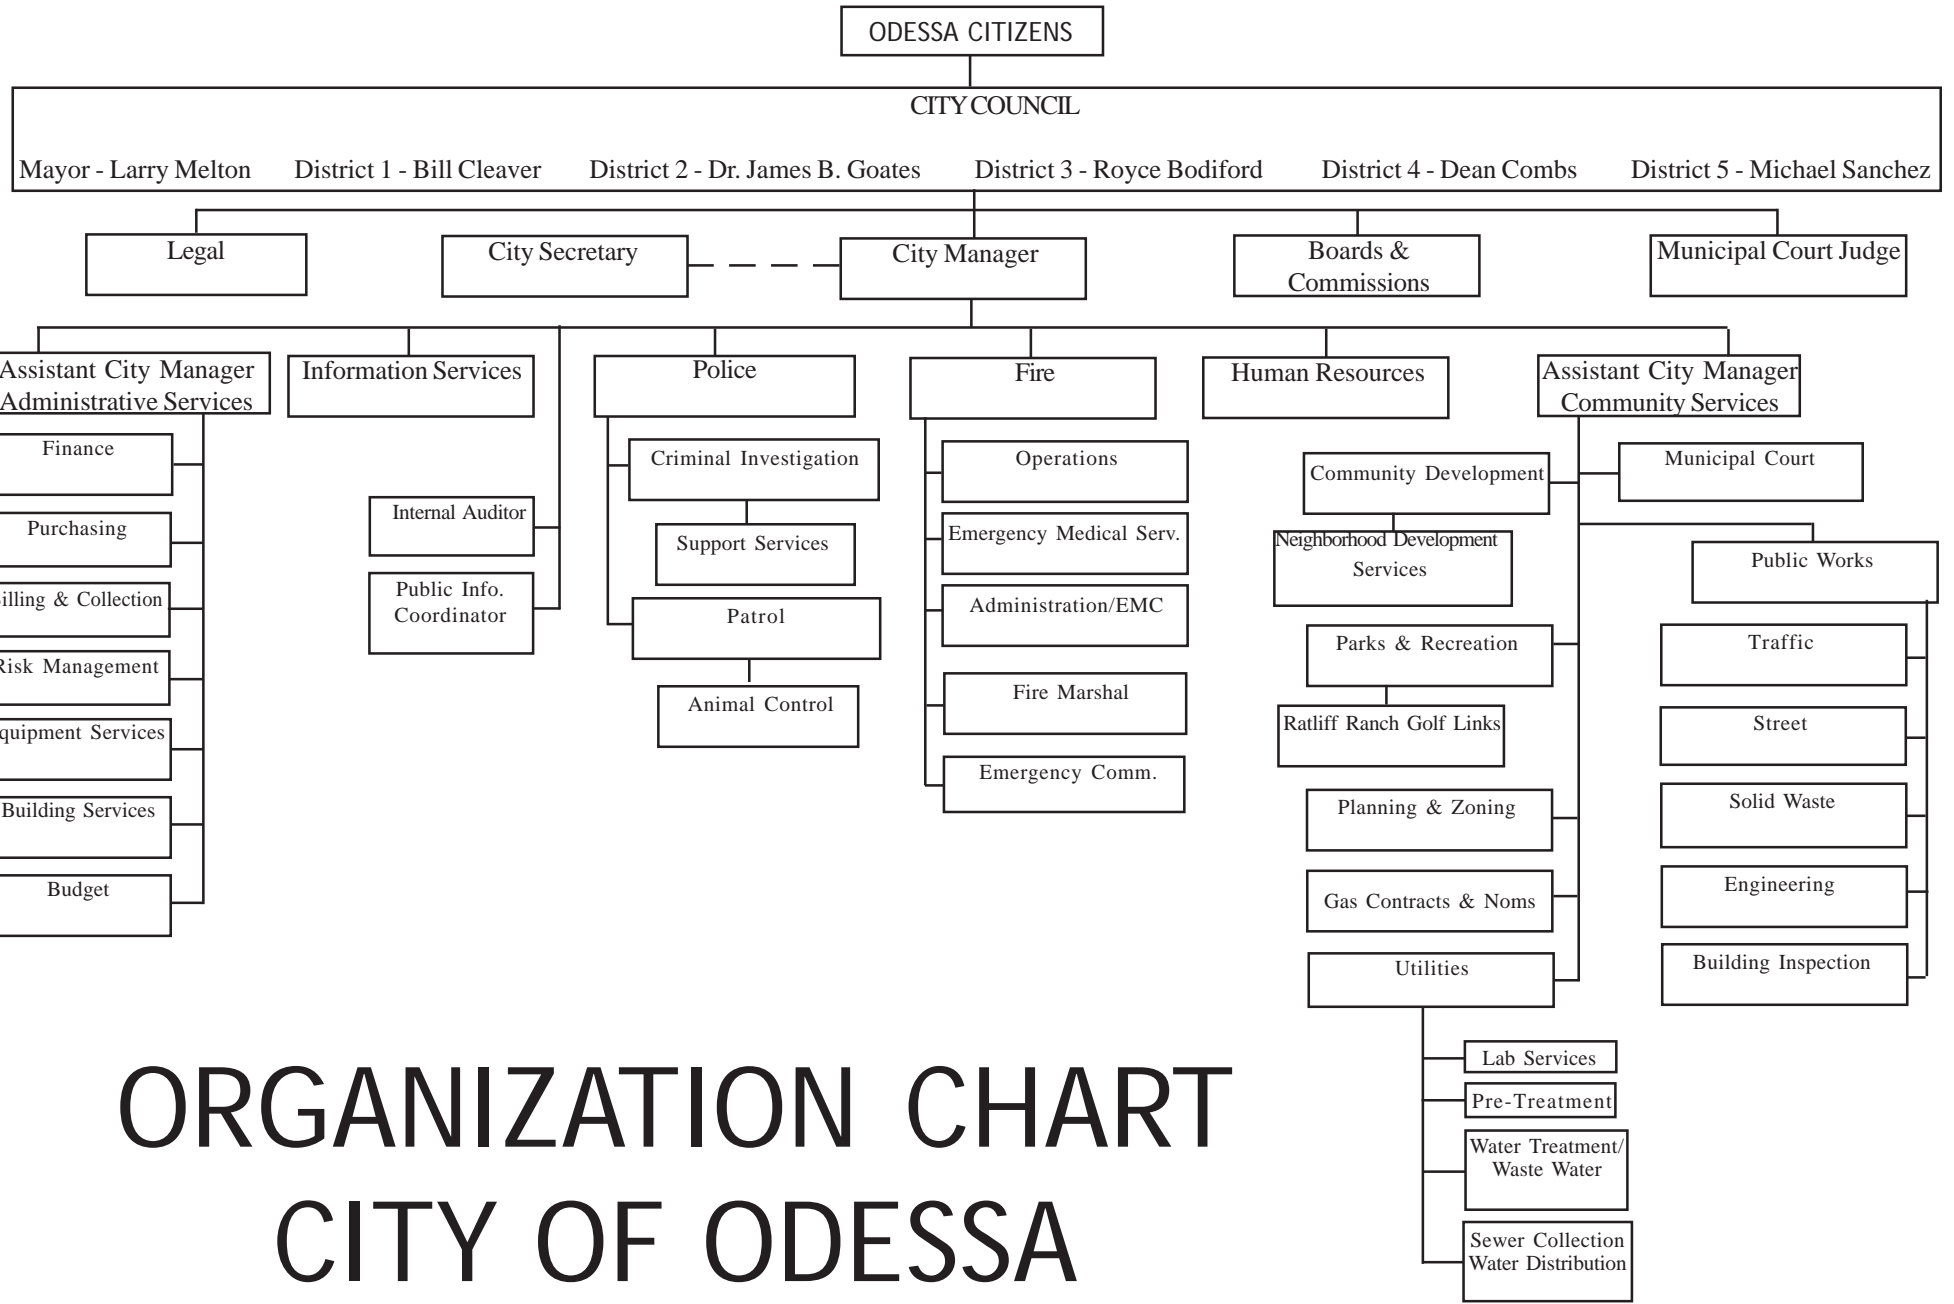 ODESSA CITIZENS
CITY COUNCIL
Mayor - Larry Melton District 1 - Bill Cleaver District 2 - Dr. James B. Goates District 3 - Royce Bodiford District 4 - Dean Combs District 5 - Michael Sanchez
Legal
City Secretary
City Manager
Boards &
Commissions
Municipal Court Judge
Assistant City Manager
Administrative Services
Information Services
Police
Fire
Human Resources
Assistant City Manager
Community Services
Finance
Purchasing
illing & Collection
Risk Management
quipment Services
Building Services
Budget
Internal Auditor
Public Info.
Coordinator
Criminal Investigation
Support Services
Patrol
Animal Control
Operations
Emergency Medical Serv.
Administration/EMC
Fire Marshal
Emergency Comm.
Community Development
Neighborhood Development
Services
Parks & Recreation
Ratliff Ranch Golf Links
Planning & Zoning
Gas Contracts & Noms
Utilities
Lab Services
Pre-Treatment
Water Treatment/
Waste Water
Sewer Collection
Water Distribution
Municipal Court
Public Works
Traffic
Street
Solid Waste
Engineering
Building Inspection
ORGANIZATION CHART
CITY OF ODESSA